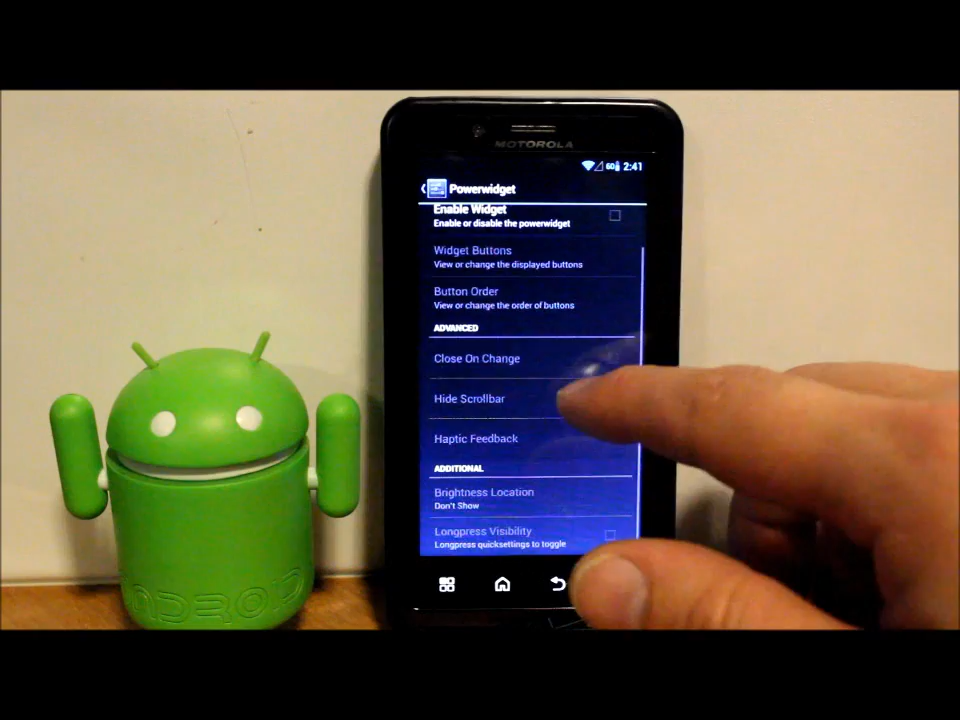 MOTOROLA
60 2:41
Powerwidget
Enable Widget
Enable or disable the powerwidget
Widget Buttons
View or change the displayed buttons
Button Order
View or change the order of buttons
ADVANCED
Close On Change
Hide Scrollbar
Haptic Feedback
ADDITIONAL
Brightness Location
Don't Show
Longpress Visibility
Longpress quicksettings to toggle
ANDROID